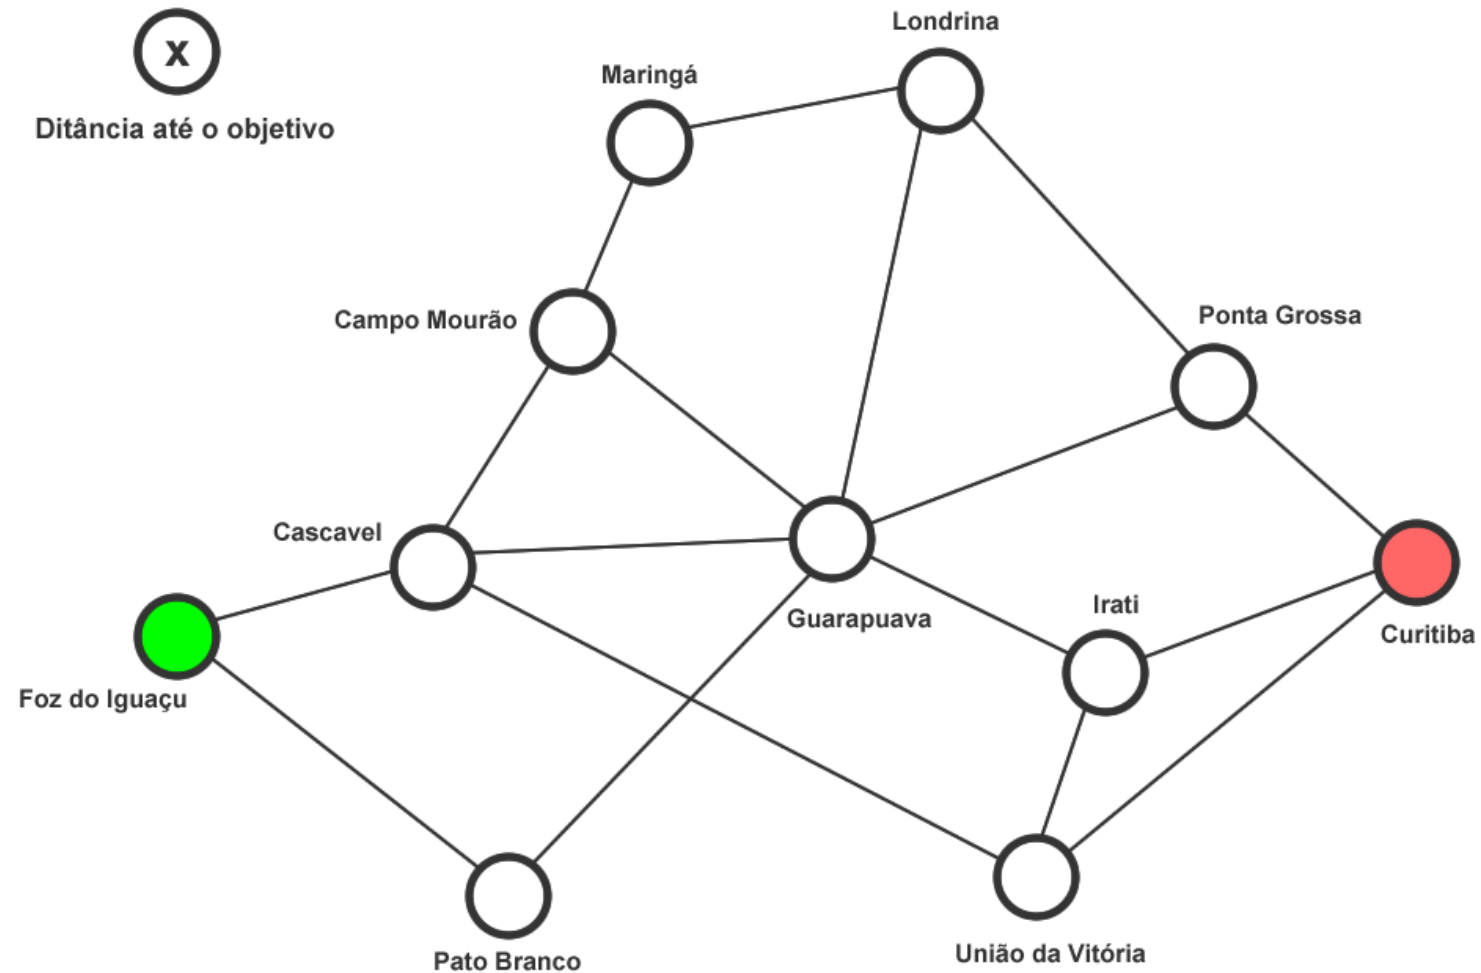 Londrina
x
Maringá
Ditância até o objetivo
Ponta Grossa
Campo Mourão
Cascavel
Irati
Guarapuava
Curitiba
Foz do Iguaçu
União da Vitória
Pato Branco